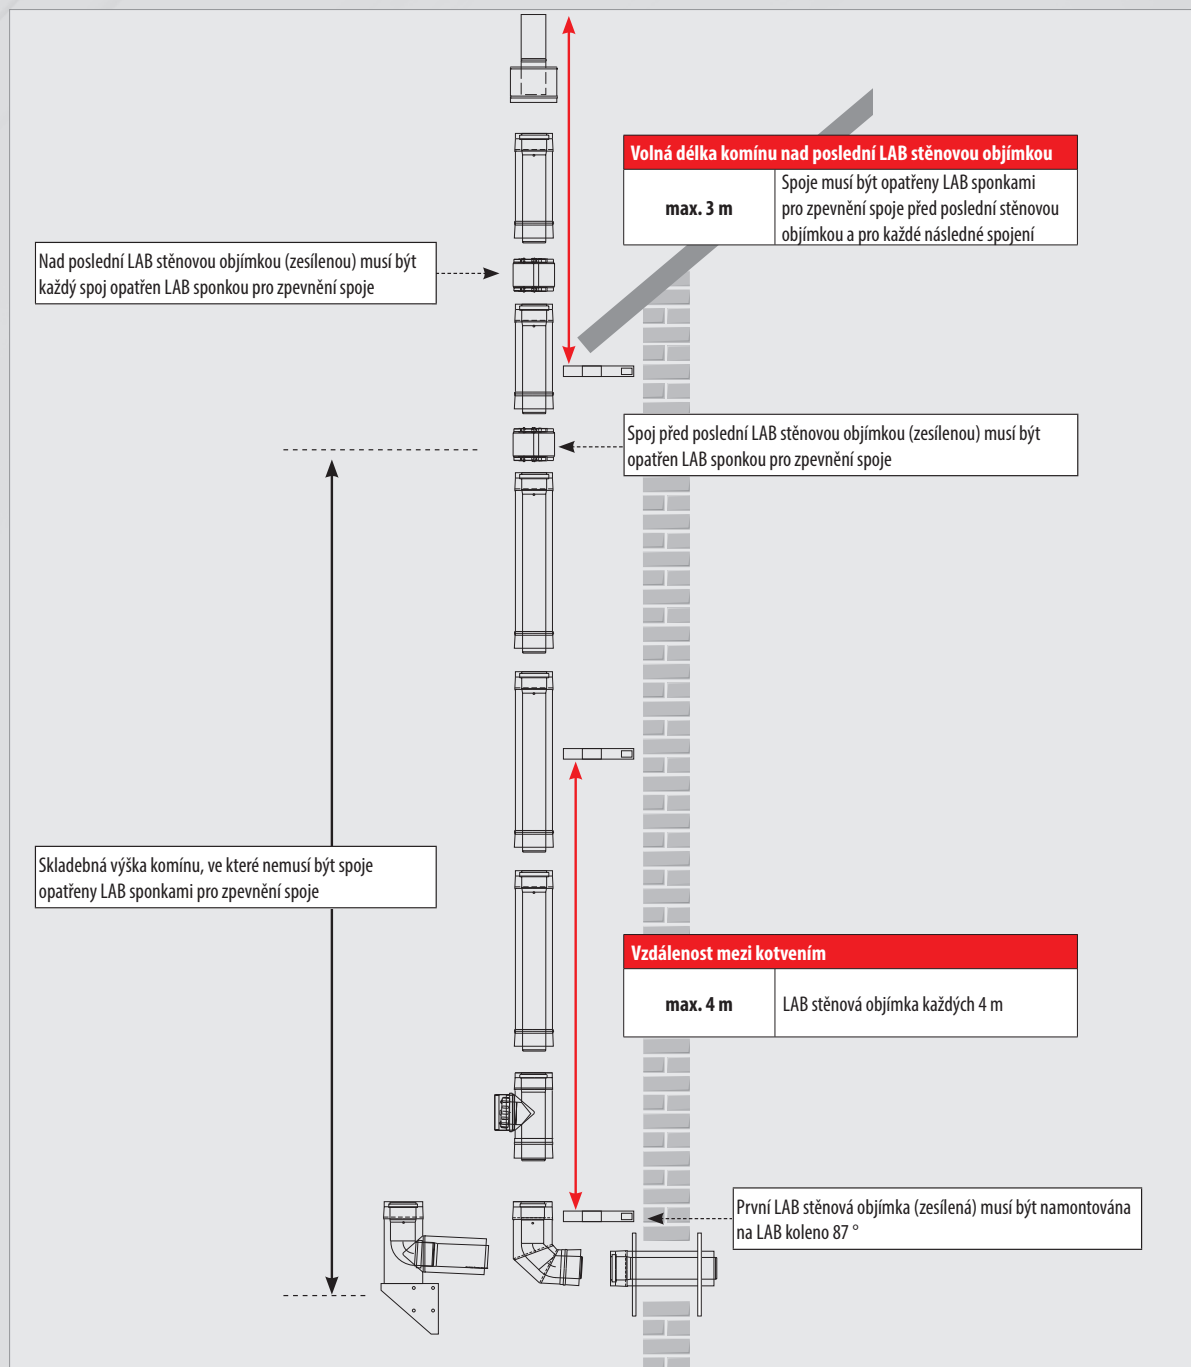 Volná délka komínu nad poslední LAB stěnovou objímkou
max. 3 m
Spoje musí být opatřeny LAB sponkami
pro zpevnění spoje před poslední stěnovou
objímkou a pro každé následné spojení
Nad poslední LAB stěnovou objímkou (zesílenou) musí být
každý spoj opatřen LAB sponkou pro zpevnění spoje
Spoj před poslední LAB stěnovou objímkou (zesílenou) musí být
opatřen LAB sponkou pro zpevnění spoje
Skladebná výška komínu, ve které nemusí být spoje
opatřeny LAB sponkami pro zpevnění spoje
Vzdálenost mezi kotvením
max. 4 m
LAB stěnová objímka každých 4 m
První LAB stěnová objímka (zesílená) musí být namontována
na LAB koleno 87 °